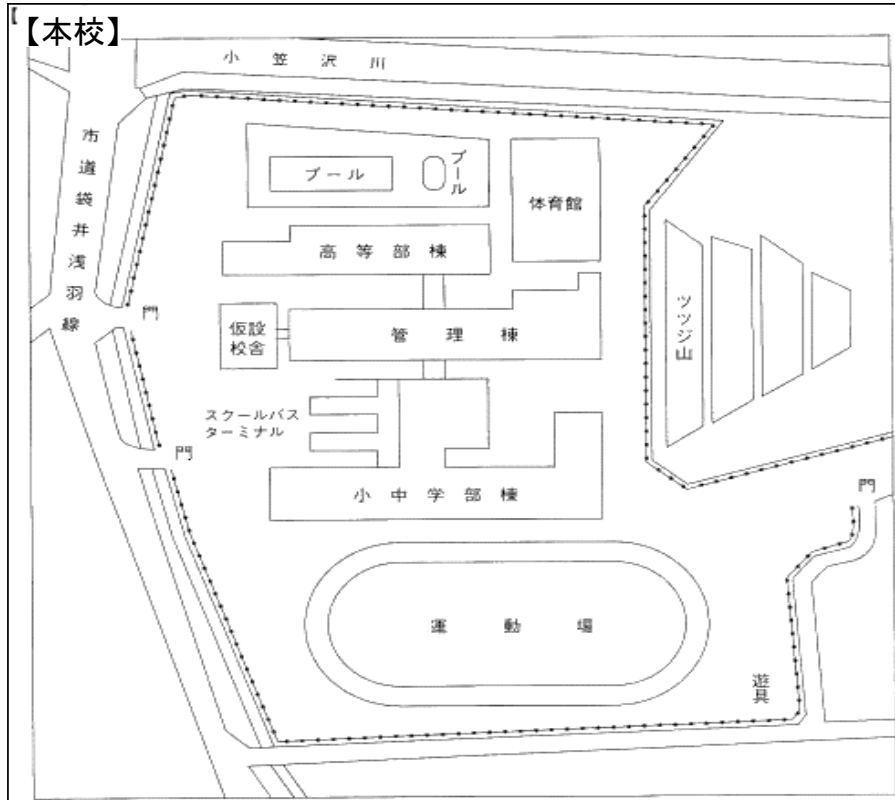 【本校】
小笠沢川
市道袋井浅羽線
プール
プール
体育館
高等部棟
ツツジ山
門
仮設
校舎
管理棟
スクールバス
ターミナル
門
小中学部棟
門
運動場
遊具